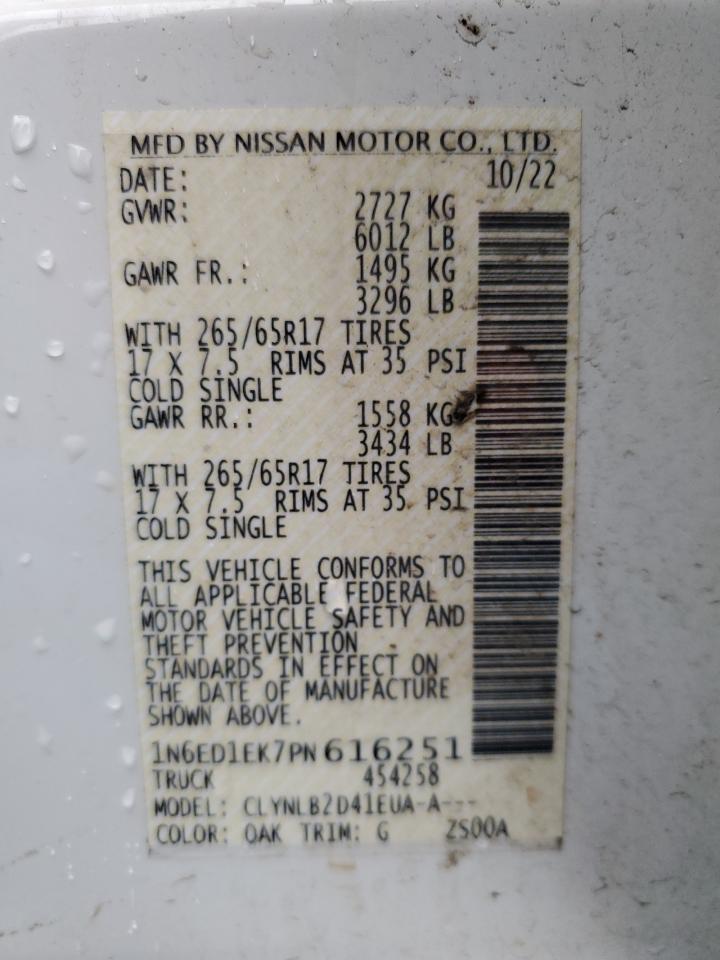 MFD BY NISSAN MOTOR CO., LTD.
DATE: 10/22
GVWR: 2727 KG
6012 LB
GAWR FR.: 1495 KG
3296 LB
WITH 265/65R17 TIRES
17 X 7.5 RIMS AT 35 PSI
COLD SINGLE
GAWR RR.: 1558 KG
3434 LB
WITH 265/65R17 TIRES
17 X 7.5 RIMS AT 35 PSI
COLD SINGLE
THIS VEHICLE CONFORMS TO
ALL APPLICABLE FEDERAL
MOTOR VEHICLE SAFETY AND
THEFT PREVENTION
STANDARDS IN EFFECT ON
THE DATE OF MANUFACTURE
SHOWN ABOVE.
1N6ED1EK7PN616251
TRUCK 454258
MODEL: CLYNLB2D41EUA-A---
COLOR: QAK TRIM: G ZS00A